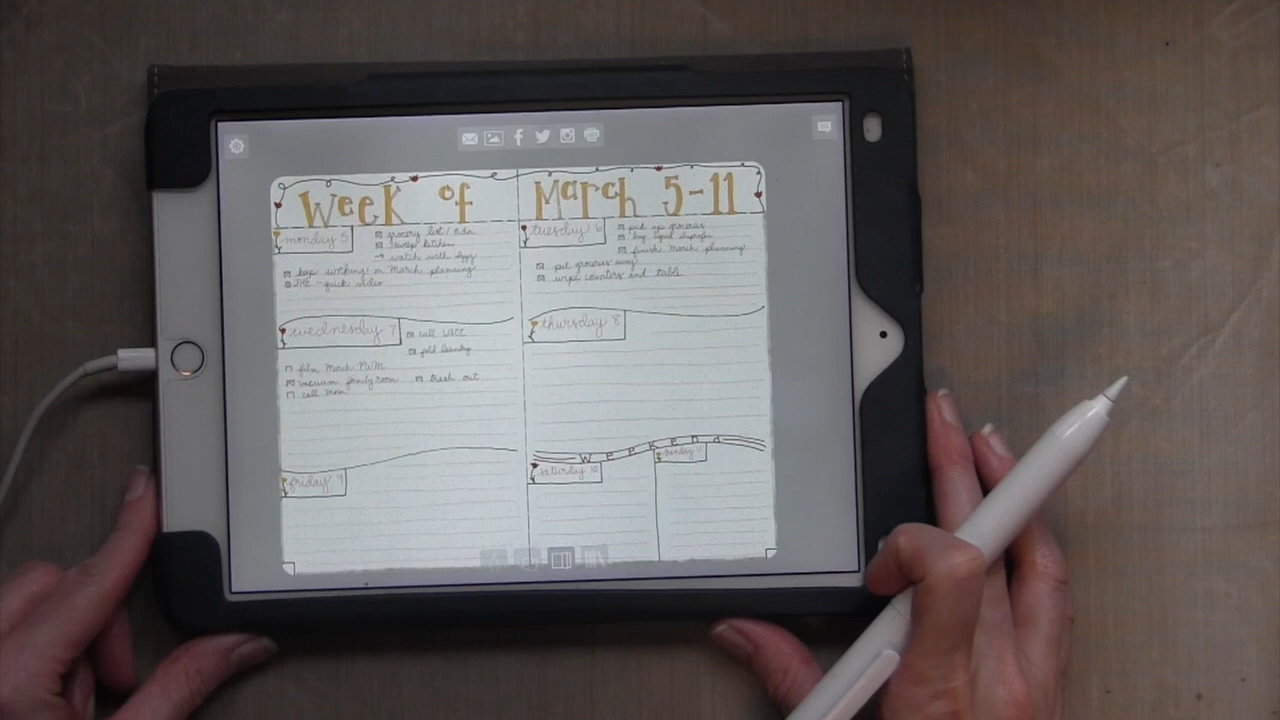 Week of March 5-11
monday 5
grocery list/
sweep kitchen
watch with Izzy
keep working on March planning
-quick video
tuesday 6
pick up groceries
finish March planning
put groceries away
wipe counters and table
wednesday 7
call
fold laundry
film March PWM
vacuum family room
trash out
call Mom
thursday 8
friday 9
Weekend
saturday 10
sunday 11